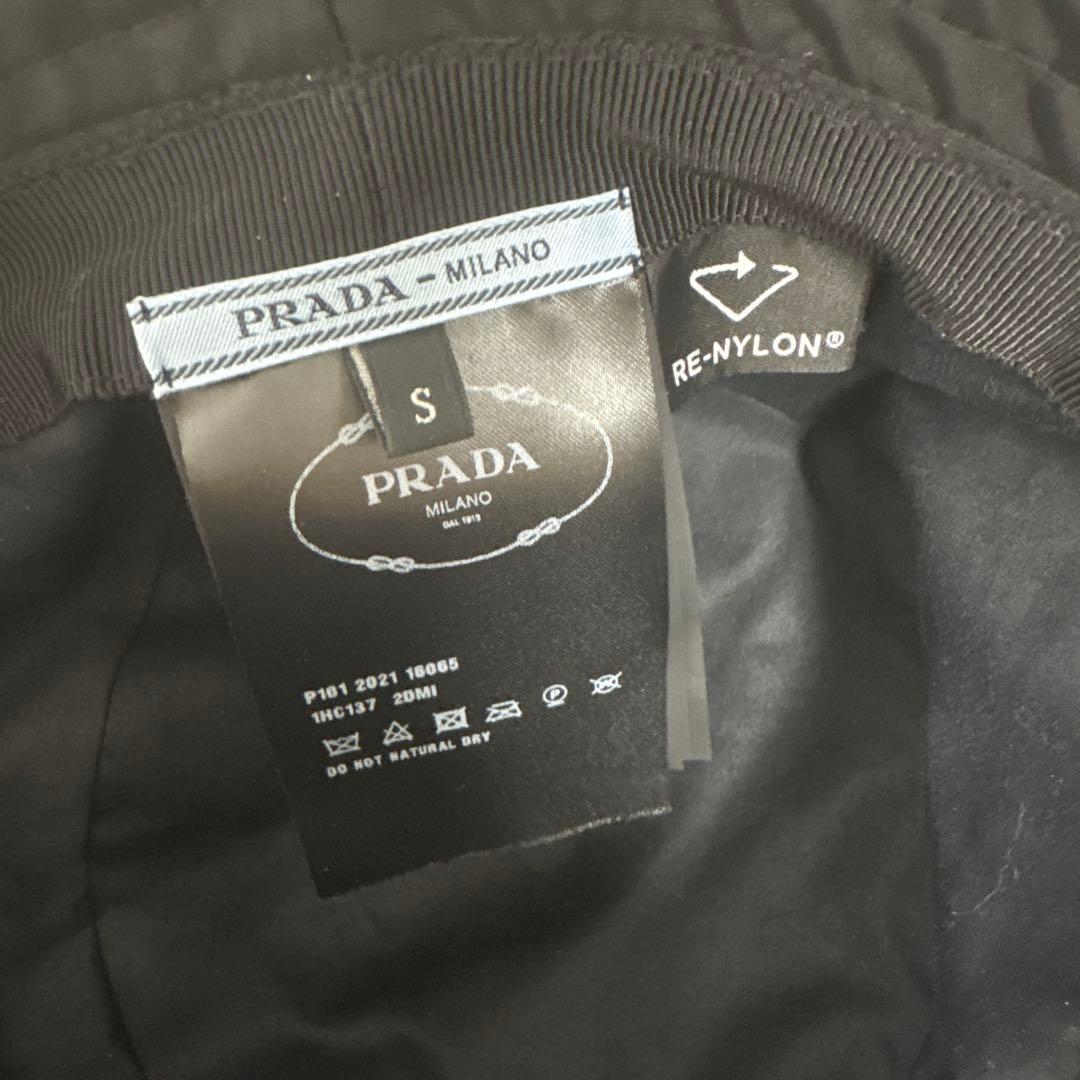 PRADA - MILANO
RE-NYLON®
S
PRADA
MILANO
DAL 1913
P101 2021 16065
1HC137 2DMI
P
W
DO NOT NATURAL DRY